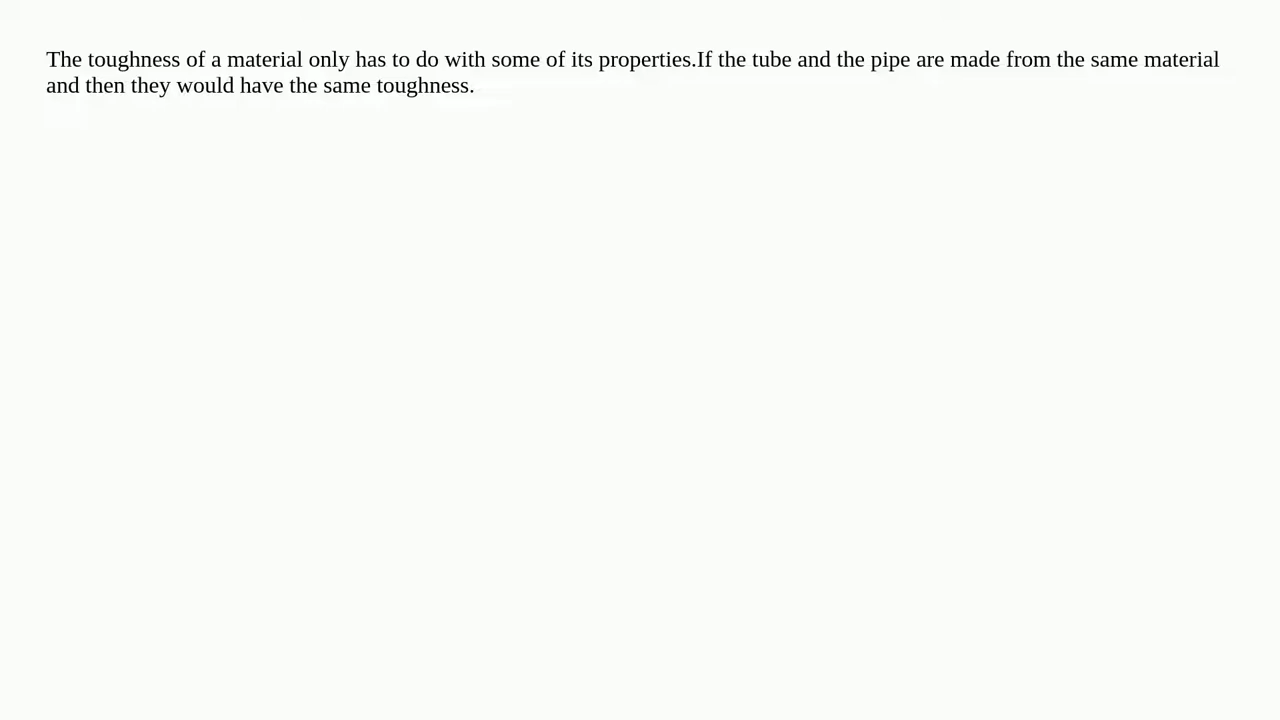 The toughness of a material only has to do with some of its properties.If the tube and the pipe are made from the same material
and then they would have the same toughness.